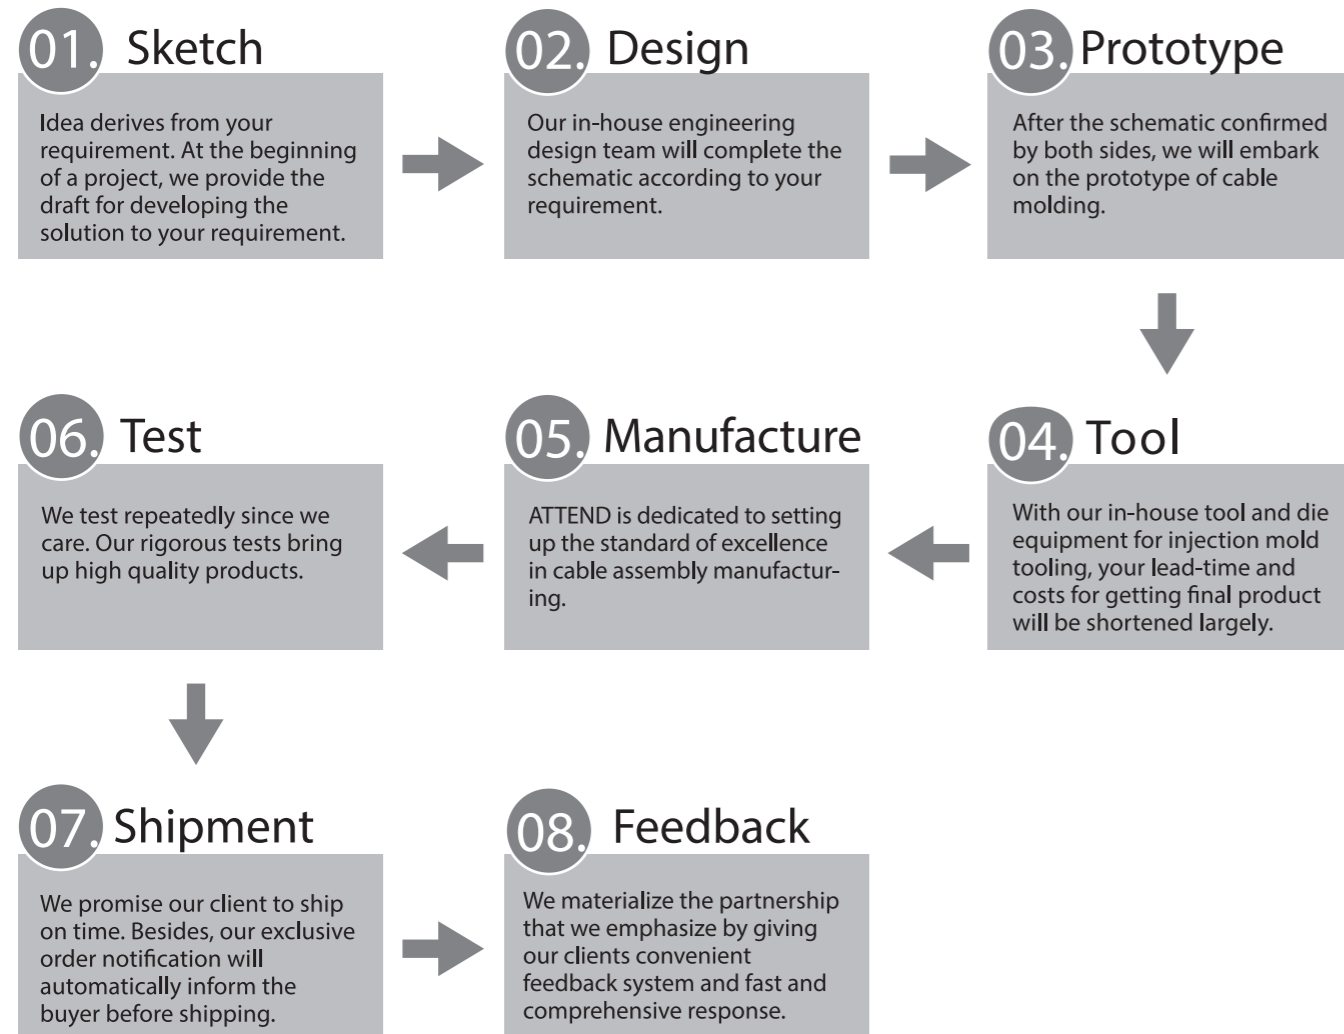 01. Sketch
Idea derives from your
requirement. At the beginning
of a project, we provide the
draft for developing the
solution to your requirement.
02. Design
Our in-house engineering
design team will complete the
schematic according to your
requirement.
03. Prototype
After the schematic confirmed
by both sides, we will embark
on the prototype of cable
molding.
04. Tool
With our in-house tool and die
equipment for injection mold
tooling, your lead-time and
costs for getting final product
will be shortened largely.
05. Manufacture
ATTEND is dedicated to setting
up the standard of excellence
in cable assembly manufactur-
ing.
06. Test
We test repeatedly since we
care. Our rigorous tests bring
up high quality products.
07. Shipment
We promise our client to ship
on time. Besides, our exclusive
order notification will
automatically inform the
buyer before shipping.
08. Feedback
We materialize the partnership
that we emphasize by giving
our clients convenient
feedback system and fast and
comprehensive response.